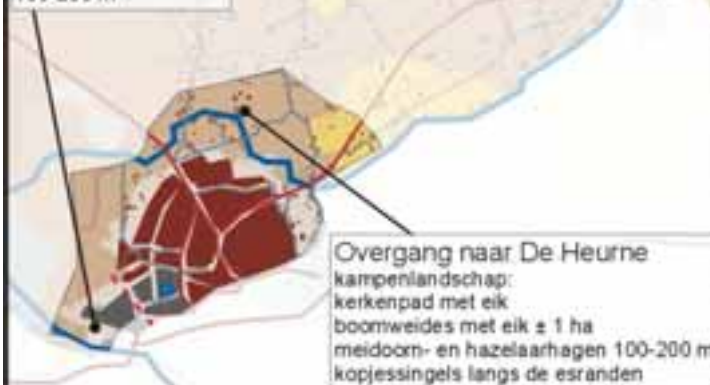 Overgang naar De Heurne
kampenlandschap:
kerkenpad met eik
boomweides met eik ± 1 ha
meidoorn- en hazelaarhagen 100-200 m
kopjessingels langs de esranden